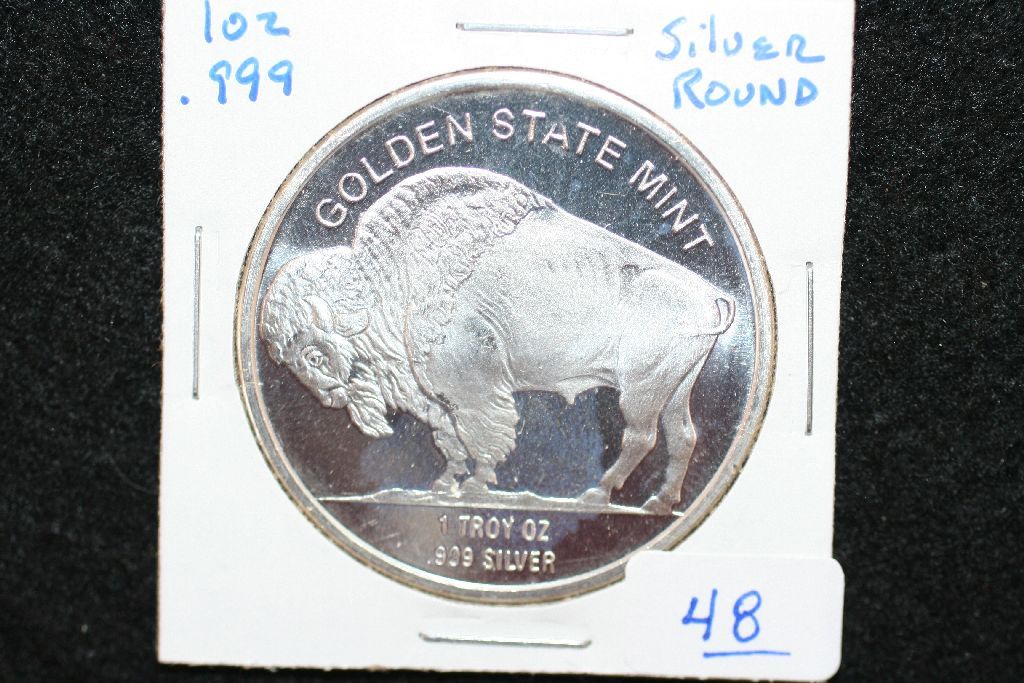 1oz
.999
Silver
ROUND
GOLDEN STATE MINT
1 TROY OZ
.999 SILVER
48